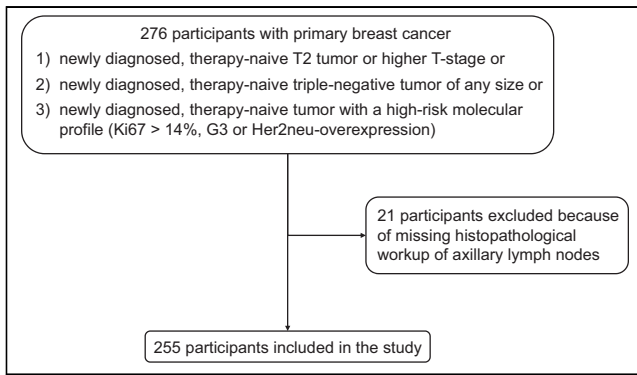 276 participants with primary breast cancer
1) newly diagnosed, therapy-naive T2 tumor or higher T-stage or
2) newly diagnosed, therapy-naive triple-negative tumor of any size or
3) newly diagnosed, therapy-naive tumor with a high-risk molecular
profile (Ki67 > 14%, G3 or Her2neu-overexpression)
21 participants excluded because
of missing histopathological
workup of axillary lymph nodes
255 participants included in the study